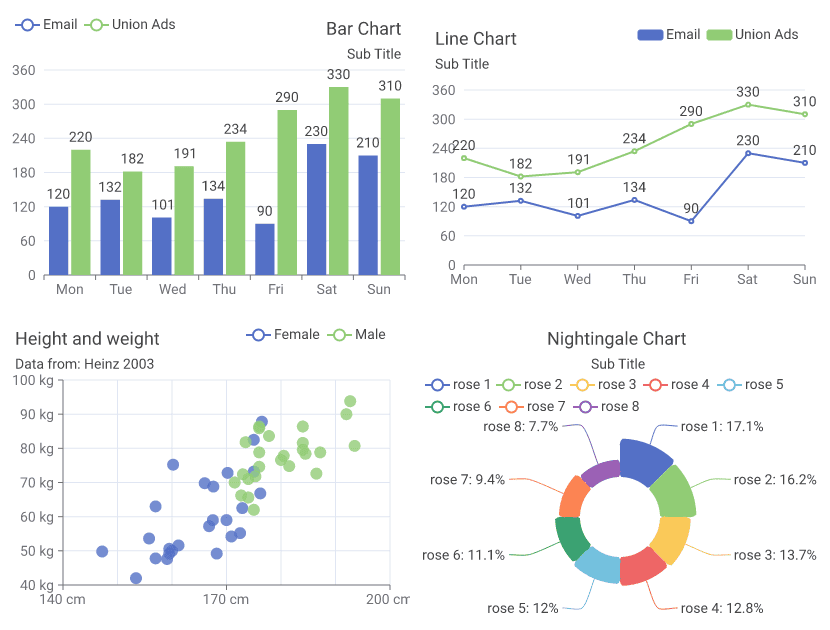 Email Union Ads
Bar Chart
Sub Title
360
300
240
180
120
60
0
120 220 132 182 101 191 134 234 90 290 230 330 210 310
Mon Tue Wed Thu Fri Sat Sun
Line Chart
Sub Title
Email Union Ads
360
300
240
180
120
60
0
220 182 191 234 290 330 310
120 132 101 134 90 230 210
Mon Tue Wed Thu Fri Sat Sun
Height and weight
Data from: Heinz 2003
Female Male
100 kg
90 kg
80 kg
70 kg
60 kg
50 kg
40 kg
140 cm 170 cm 200 cm
Nightingale Chart
Sub Title
rose 1 rose 2 rose 3 rose 4 rose 5
rose 6 rose 7 rose 8
rose 8: 7.7% rose 1: 17.1%
rose 7: 9.4% rose 2: 16.2%
rose 6: 11.1% rose 3: 13.7%
rose 5: 12% rose 4: 12.8%